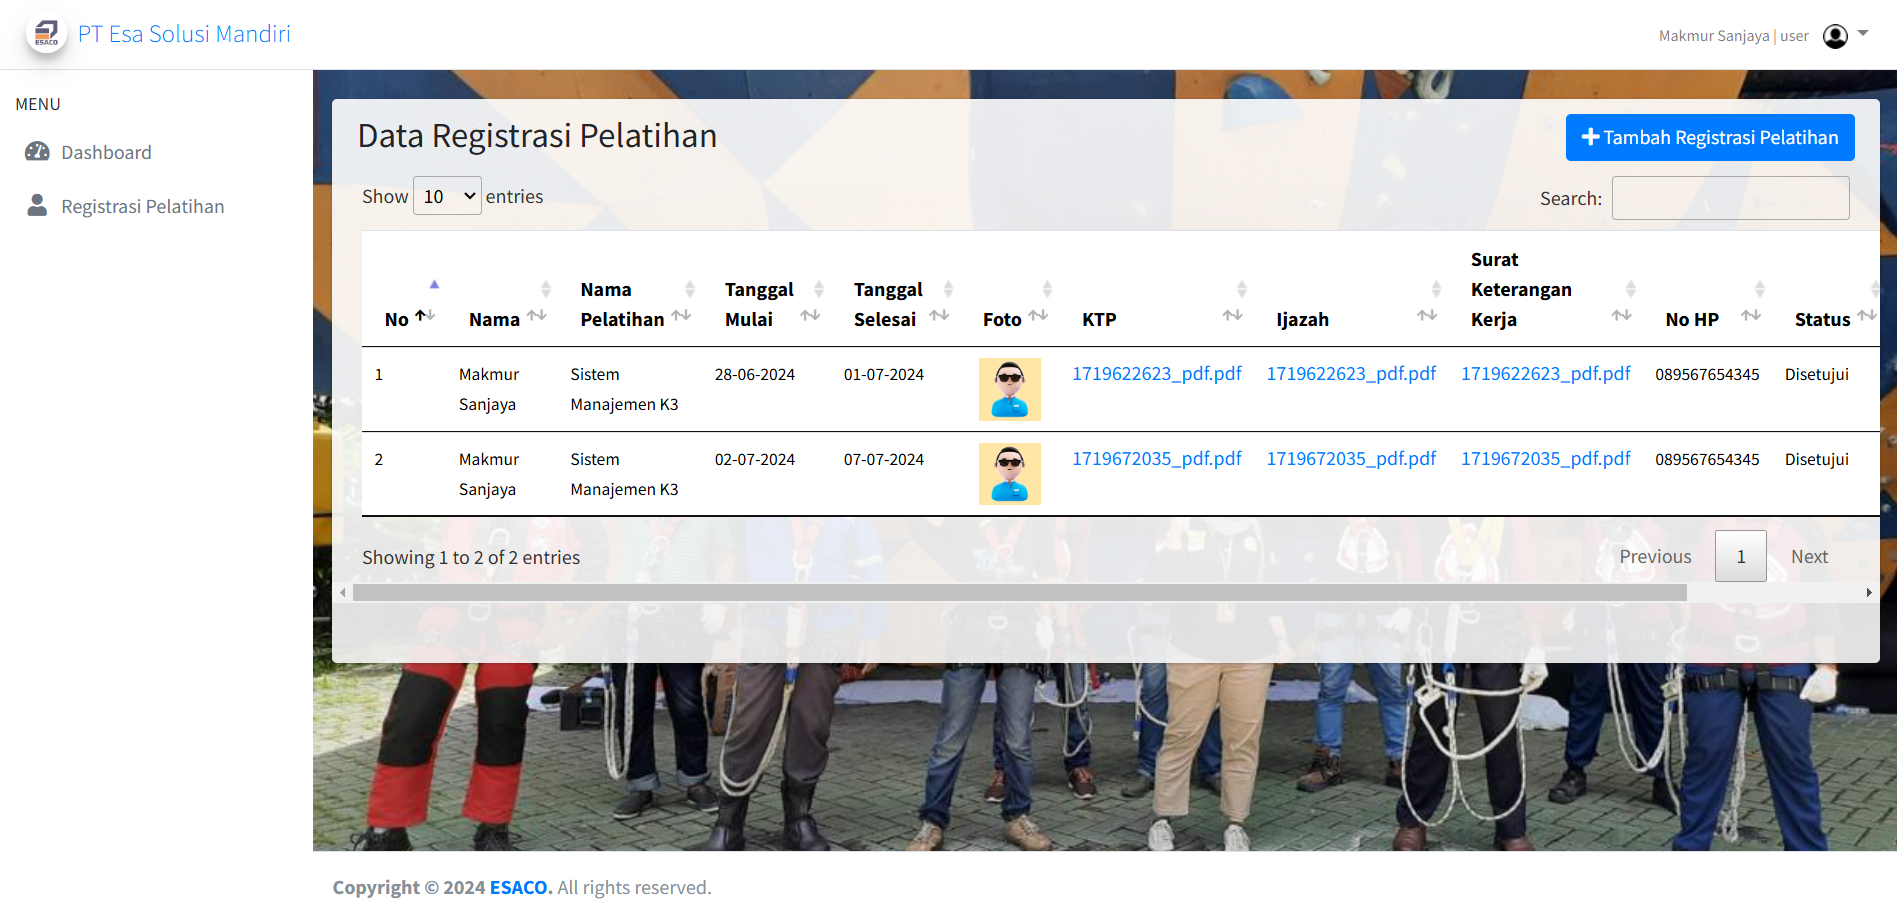 ESACO
PT Esa Solusi Mandiri
Makmur Sanjaya | user
MENU
Dashboard
Registrasi Pelatihan
Data Registrasi Pelatihan
Tambah Registrasi Pelatihan
Show 10 entries
Search:
No Nama Nama Pelatihan Tanggal Mulai Tanggal Selesai Foto KTP Ijazah Surat Keterangan Kerja No HP Status
1 Makmur Sanjaya Sistem Manajemen K3 28-06-2024 01-07-2024 1719622623_pdf.pdf 1719622623_pdf.pdf 1719622623_pdf.pdf 089567654345 Disetujui
2 Makmur Sanjaya Sistem Manajemen K3 02-07-2024 07-07-2024 1719672035_pdf.pdf 1719672035_pdf.pdf 1719672035_pdf.pdf 089567654345 Disetujui
Showing 1 to 2 of 2 entries
Previous 1 Next
Copyright © 2024 ESACO. All rights reserved.